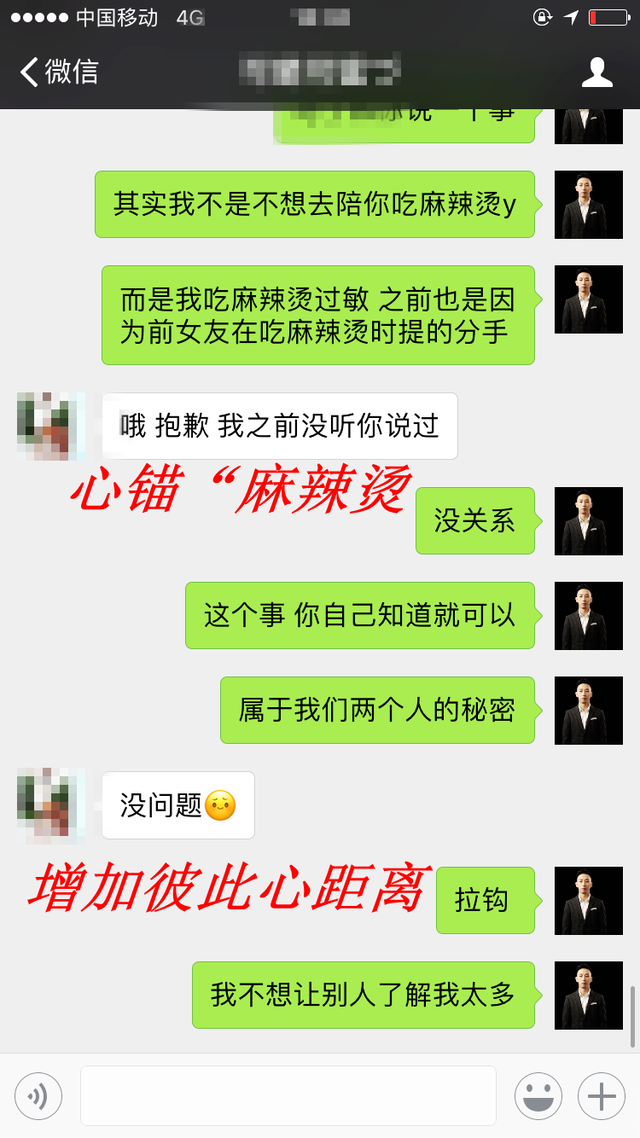 中国移动 4G
微信
你说一个事
其实我不是不想去陪你吃麻辣烫y
而是我吃麻辣烫过敏 之前也是因
为前女友在吃麻辣烫时提的分手
哦 抱歉 我之前没听你说过
心锚“麻辣烫
没关系
这个事 你自己知道就可以
属于我们两个人的秘密
没问题
增加彼此心距离
拉钩
我不想让别人了解我太多